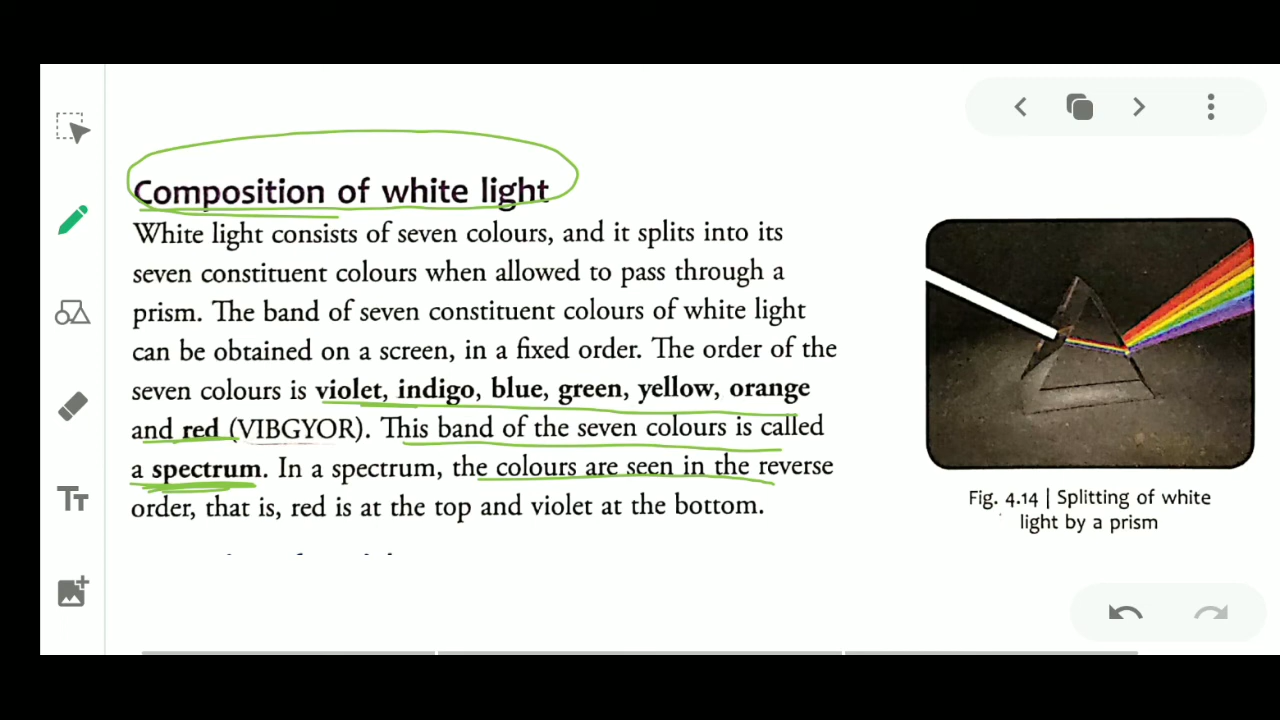 Composition of white light
White light consists of seven colours, and it splits into its
seven constituent colours when allowed to pass through a
prism. The band of seven constituent colours of white light
can be obtained on a screen, in a fixed order. The order of the
seven colours is violet, indigo, blue, green, yellow, orange
and red (VIBGYOR). This band of the seven colours is called
a spectrum. In a spectrum, the colours are seen in the reverse
order, that is, red is at the top and violet at the bottom.
Fig. 4.14 | Splitting of white
light by a prism
TT